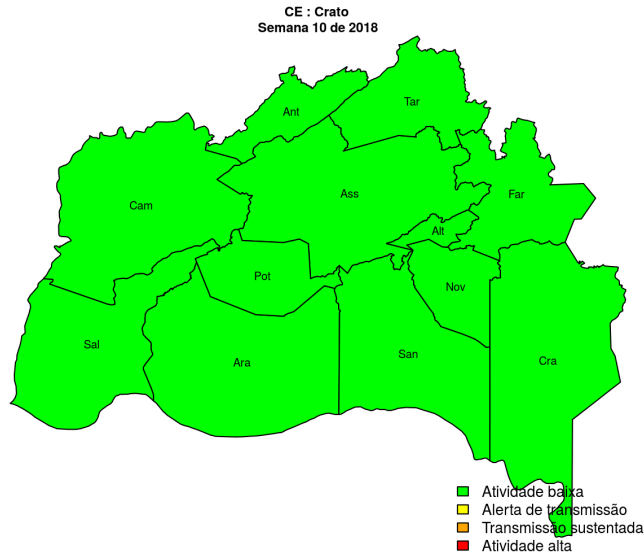 CE : Crato
Semana 10 de 2018
Tar
Ant
Ass
Far
Cam
Alt
Pot
Nov
Sal
San
Ara
Cra
Atividade baixa
Alerta de transmissão
Transmissão sustentada
Atividade alta